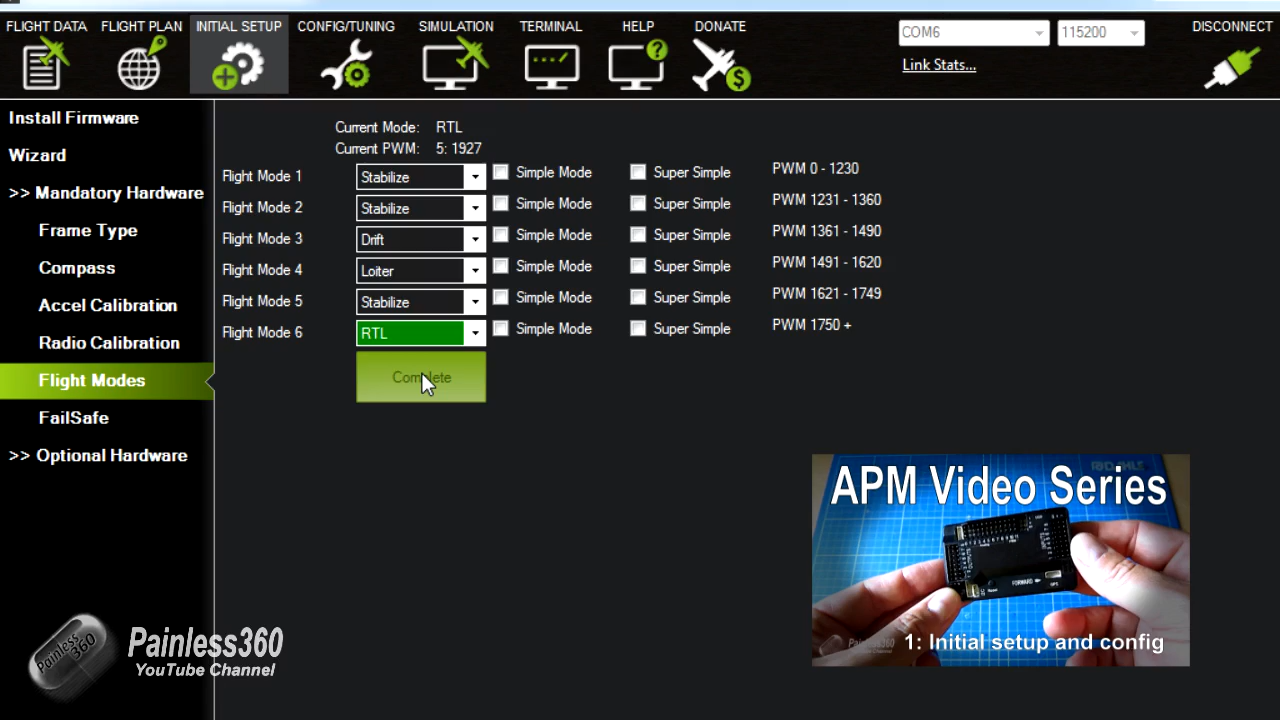 FLIGHT DATA FLIGHT PLAN INITIAL SETUP CONFIG/TUNING SIMULATION TERMINAL HELP DONATE
COM6 115200 DISCONNECT
Link Stats...
Install Firmware
Wizard
>> Mandatory Hardware
Frame Type
Compass
Accel Calibration
Radio Calibration
Flight Modes
FailSafe
>> Optional Hardware
Current Mode: RTL
Current PWM: 5: 1927
Flight Mode 1 Stabilize Simple Mode Super Simple PWM 0 - 1230
Flight Mode 2 Stabilize Simple Mode Super Simple PWM 1231 - 1360
Flight Mode 3 Drift Simple Mode Super Simple PWM 1361 - 1490
Flight Mode 4 Loiter Simple Mode Super Simple PWM 1491 - 1620
Flight Mode 5 Stabilize Simple Mode Super Simple PWM 1621 - 1749
Flight Mode 6 RTL Simple Mode Super Simple PWM 1750 +
Complete
APM Video Series
FORWARD
1: Initial setup and config
Painless360
Painless360
YouTube Channel